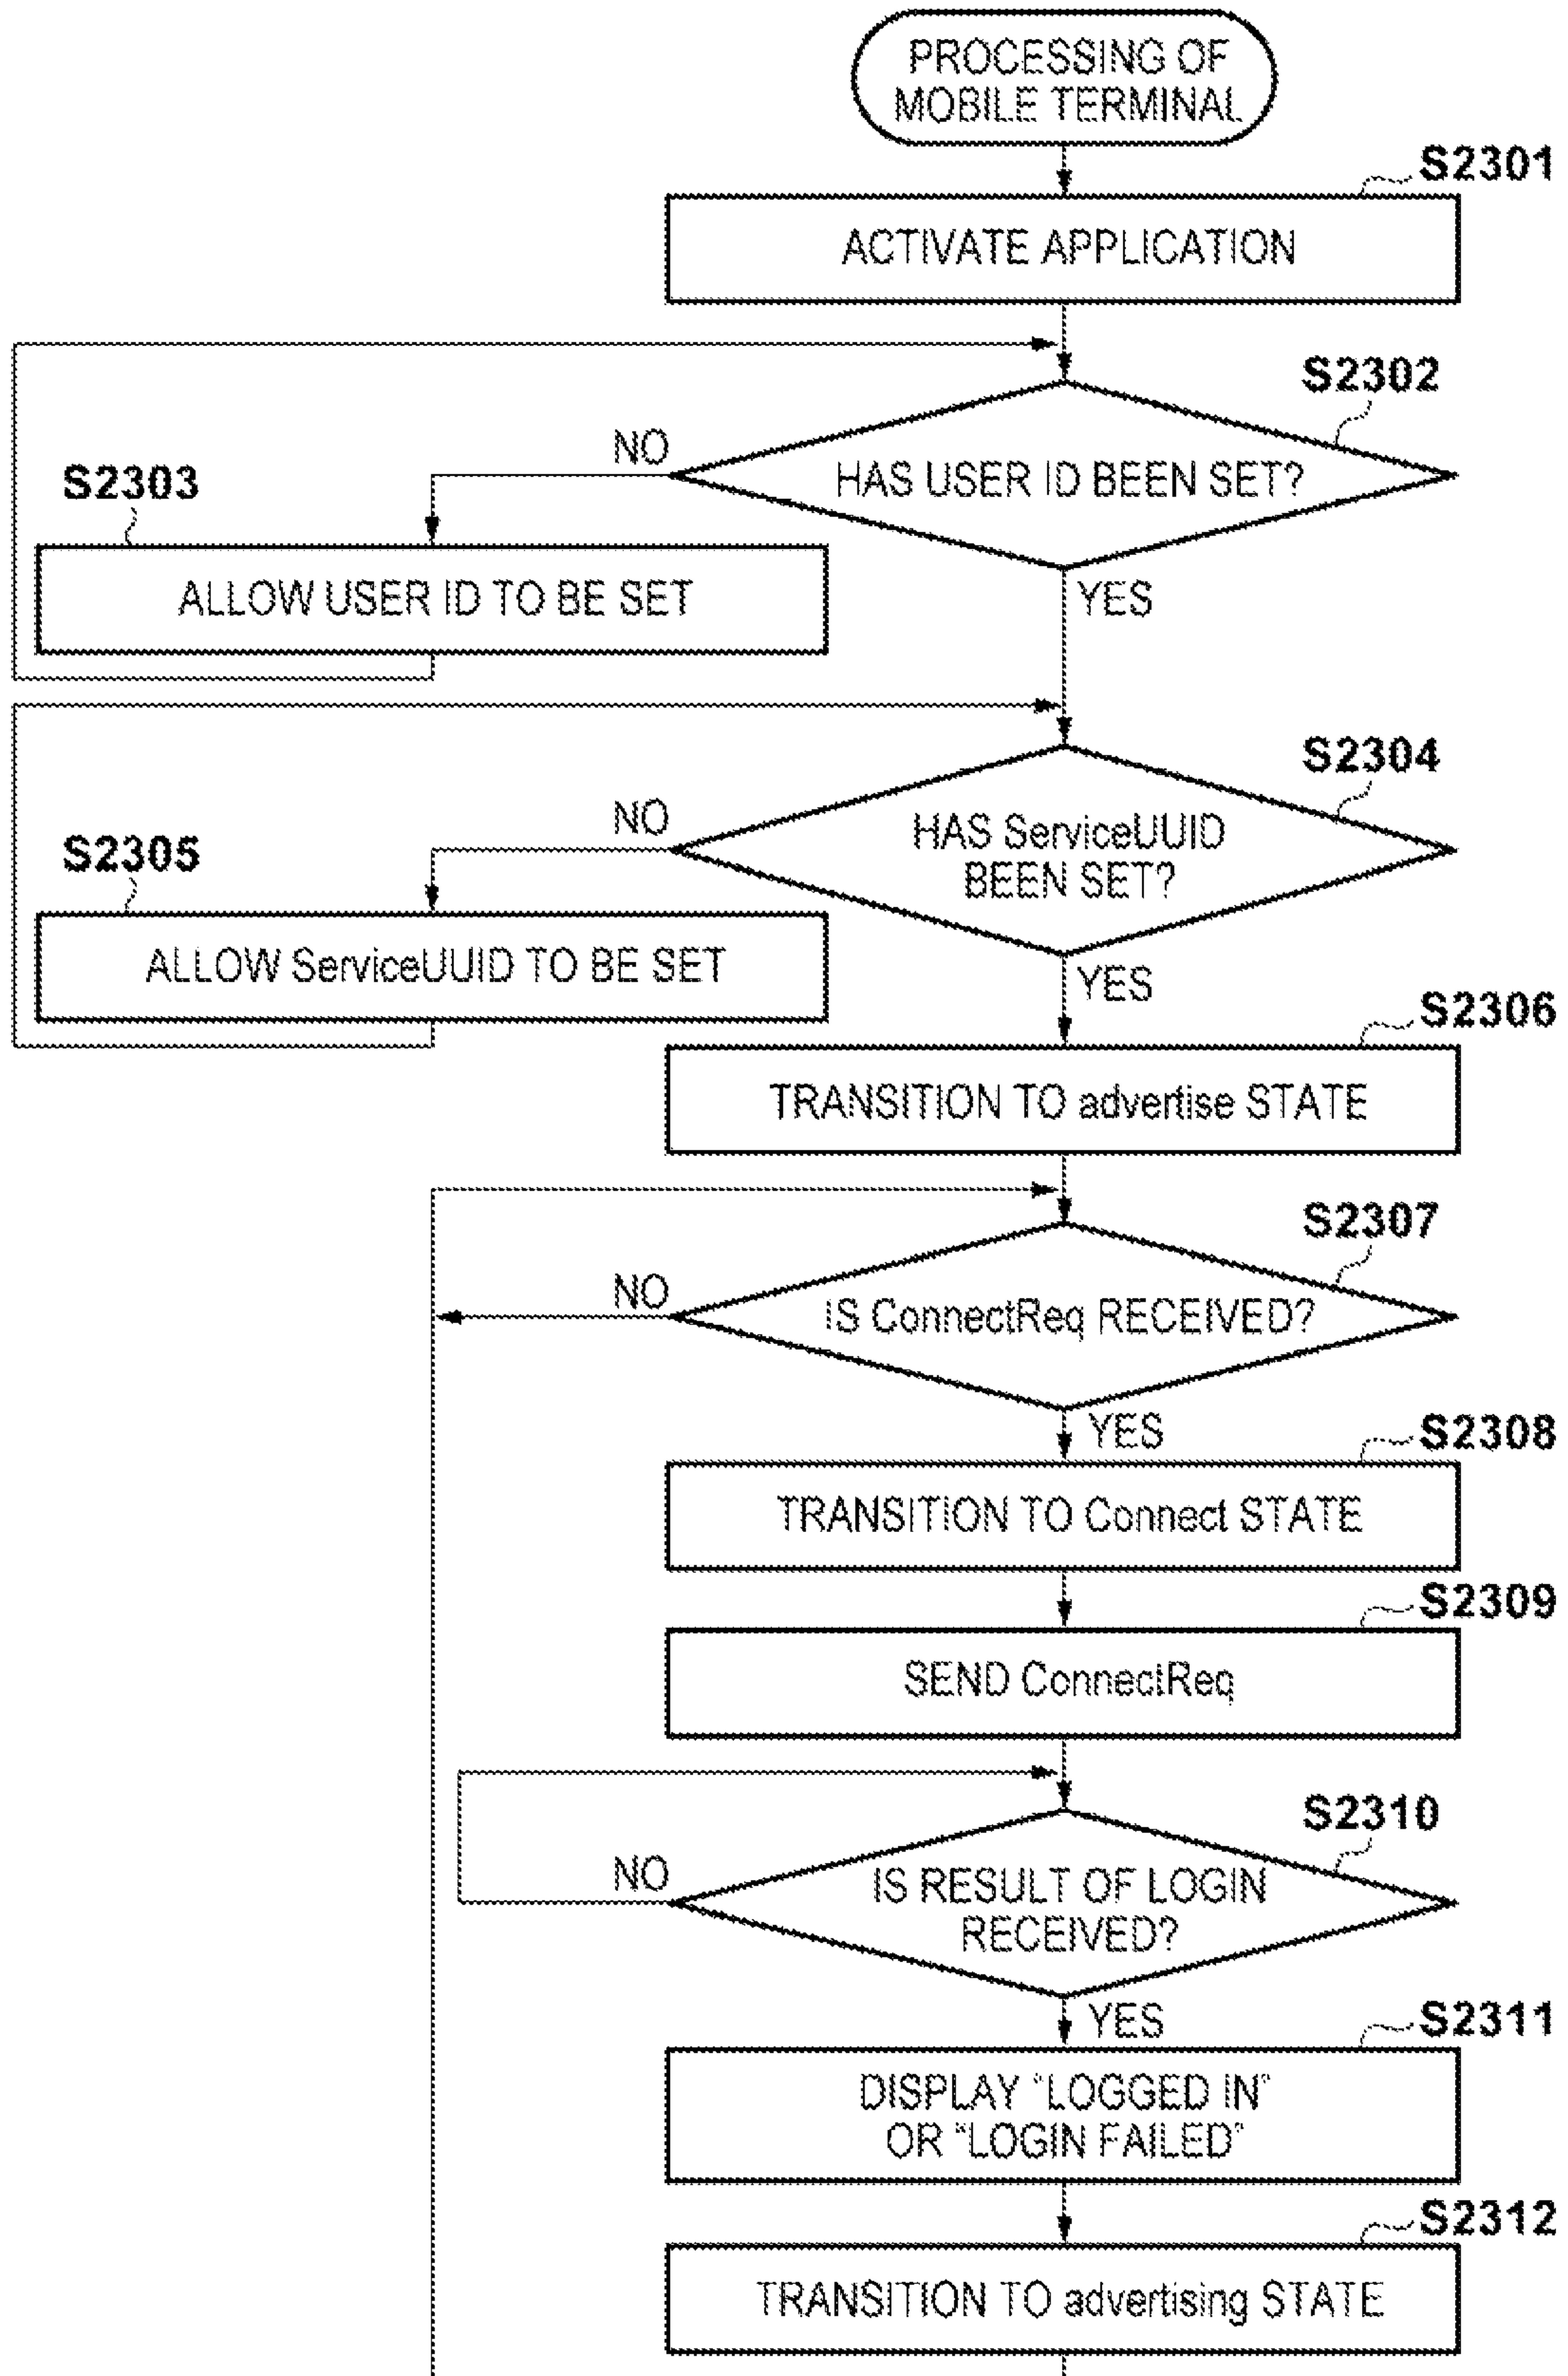 PROCESSING OF
MOBILE TERMINAL
S2301
ACTIVATE APPLICATION
S2302
NO
HAS USER ID BEEN SET?
S2303
ALLOW USER ID TO BE SET
YES
S2304
NO
HAS ServiceUUID
BEEN SET?
S2305
ALLOW ServiceUUID TO BE SET
YES
S2306
TRANSITION TO advertise STATE
S2307
NO
IS ConnectReq RECEIVED?
YES
S2308
TRANSITION TO Connect STATE
S2309
SEND ConnectReq
S2310
NO
IS RESULT OF LOGIN
RECEIVED?
YES
S2311
DISPLAY "LOGGED IN"
OR "LOGIN FAILED"
S2312
TRANSITION TO advertising STATE